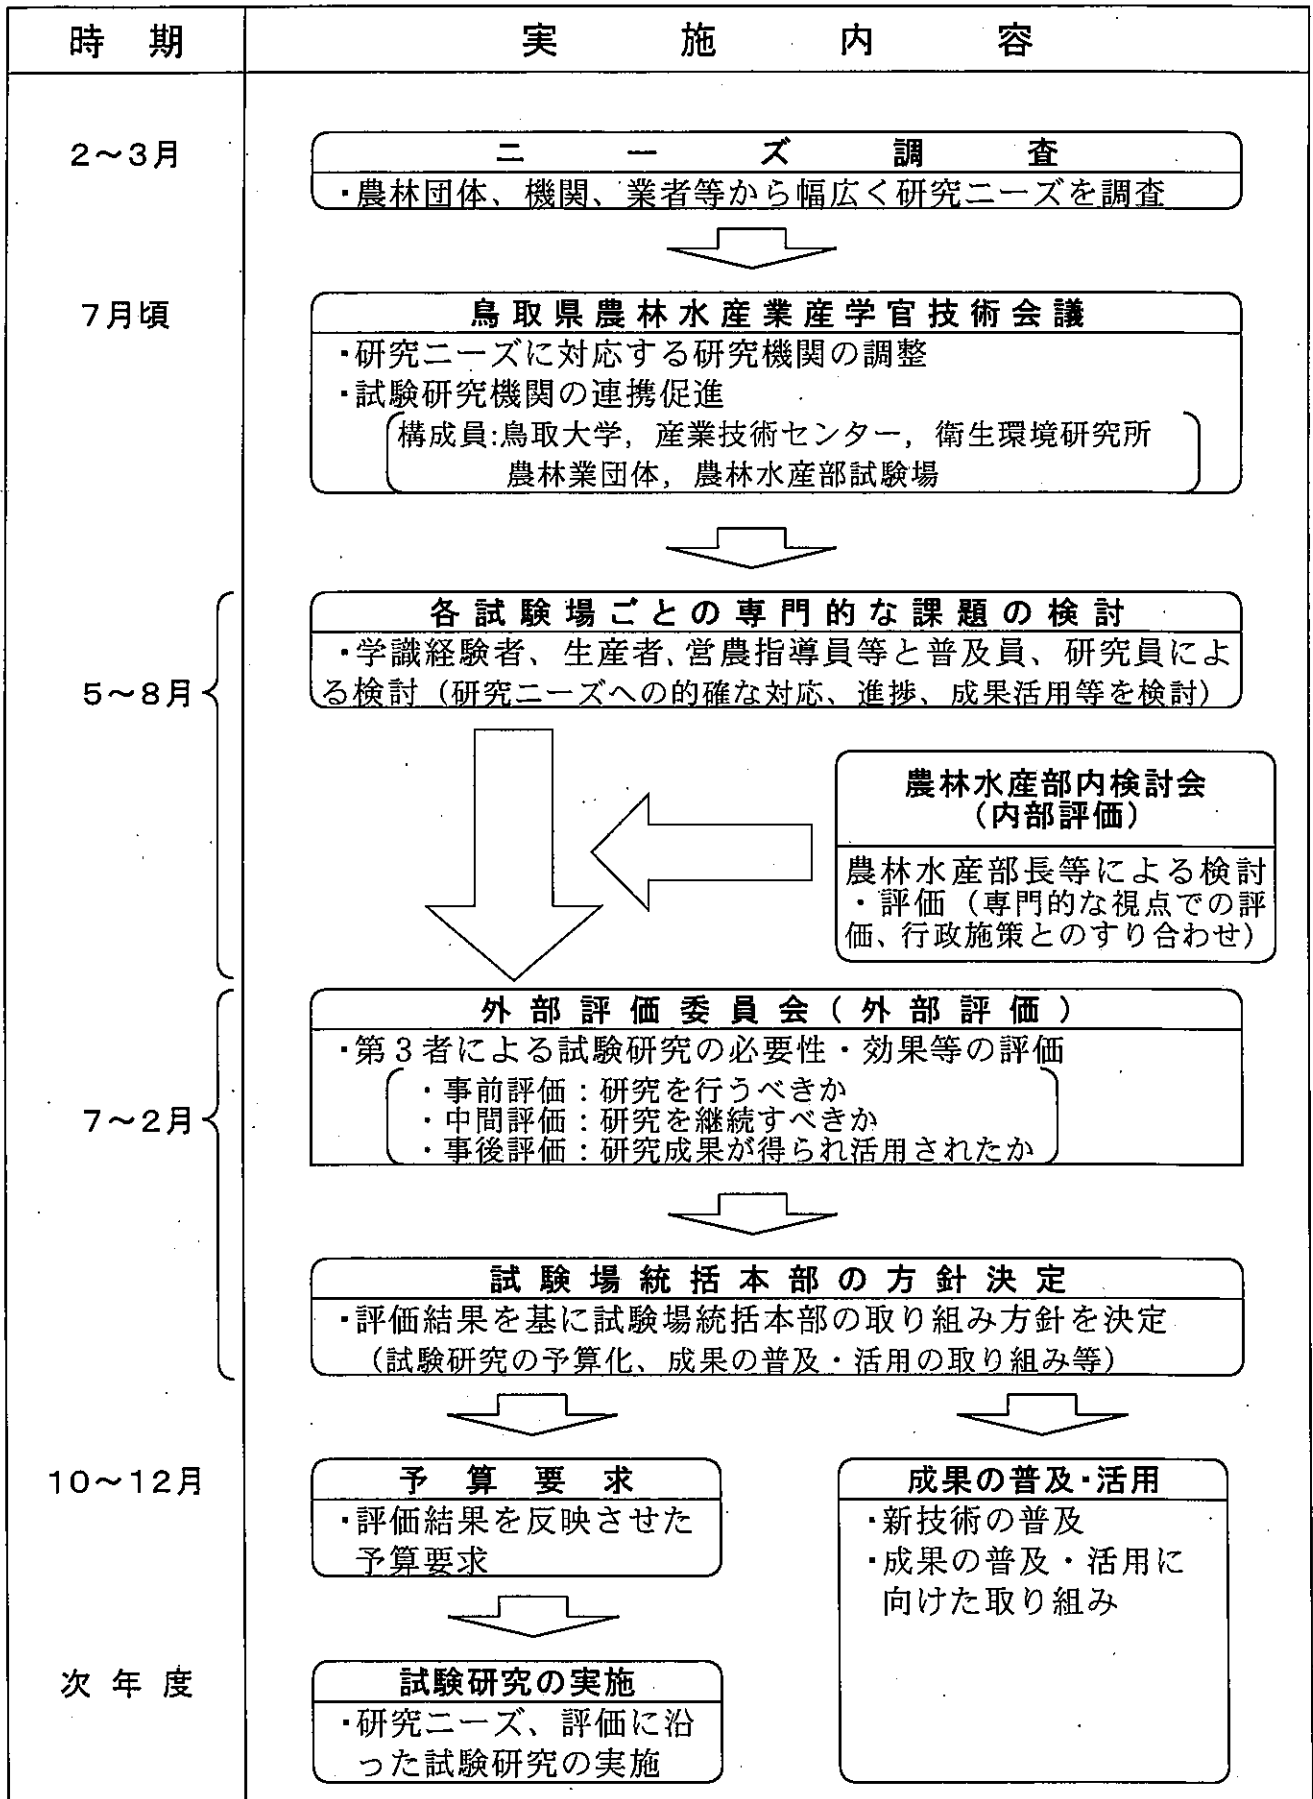 時期
実施内容
2～3月
ニーズ調査
・農林団体、機関、業者等から幅広く研究ニーズを調査
7月頃
鳥取県農林水産業産学官技術会議
・研究ニーズに対応する研究機関の調整
・試験研究機関の連携促進
構成員:鳥取大学，産業技術センター，衛生環境研究所
農林業団体，農林水産部試験場
5～8月
各試験場ごとの専門的な課題の検討
・学識経験者、生産者、営農指導員等と普及員、研究員によ
る検討（研究ニーズへの的確な対応、進捗、成果活用等を検討）
農林水産部内検討会
（内部評価）
農林水産部長等による検討
・評価（専門的な視点での評
価、行政施策とのすり合わせ）
7～2月
外部評価委員会（外部評価）
・第3者による試験研究の必要性・効果等の評価
・事前評価：研究を行うべきか
・中間評価：研究を継続すべきか
・事後評価：研究成果が得られ活用されたか
試験場統括本部の方針決定
・評価結果を基に試験場統括本部の取り組み方針を決定
（試験研究の予算化、成果の普及・活用の取り組み等）
10～12月
予算要求
・評価結果を反映させた
予算要求
成果の普及・活用
・新技術の普及
・成果の普及・活用に
向けた取り組み
次年度
試験研究の実施
・研究ニーズ、評価に沿
った試験研究の実施